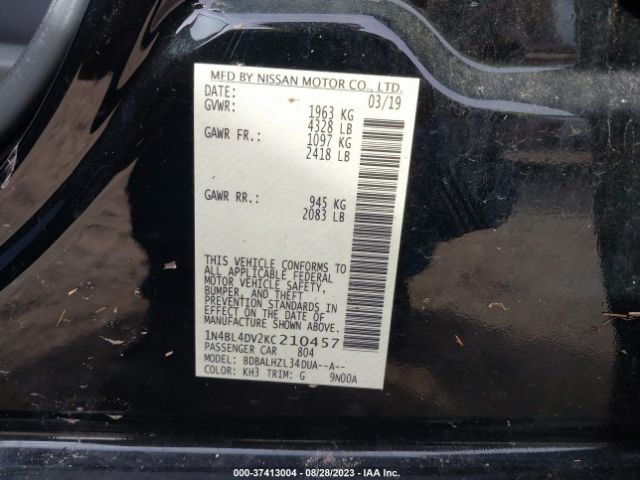 MFD BY NISSAN MOTOR CO., LTD.
DATE: 03/19
GVWR: 1963 KG
4328 LB
GAWR FR.: 1097 KG
2418 LB
GAWR RR.: 945 KG
2083 LB
THIS VEHICLE CONFORMS TO
ALL APPLICABLE FEDERAL
MOTOR VEHICLE SAFETY,
BUMPER, AND THEFT
PREVENTION STANDARDS IN
EFFECT ON THE DATE OF
MANUFACTURE SHOWN ABOVE.
1N4BL4DV2KC210457
PASSENGER CAR 804
MODEL: BDBALHZL34DUA--A--
COLOR: KH3 TRIM: G 9N00A
000-37413004 | 08/28/2023 - IAA Inc.